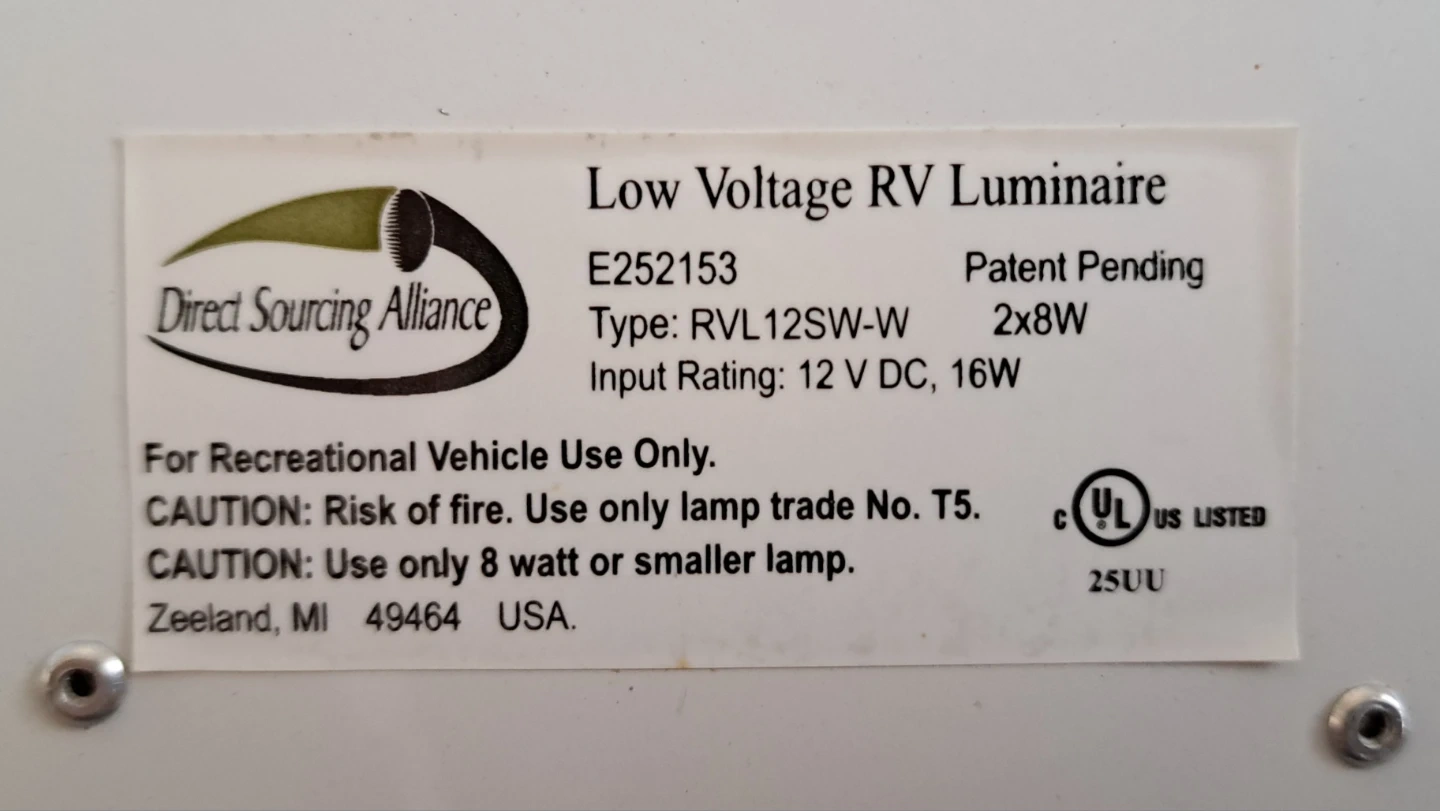 Direct Sourcing Alliance
Low Voltage RV Luminaire
E252153 Patent Pending
Type: RVL12SW-W 2x8W
Input Rating: 12 V DC, 16W
For Recreational Vehicle Use Only.
CAUTION: Risk of fire. Use only lamp trade No. T5.
CAUTION: Use only 8 watt or smaller lamp.
Zeeland, MI 49464 USA.
C UL® US LISTED
25UU